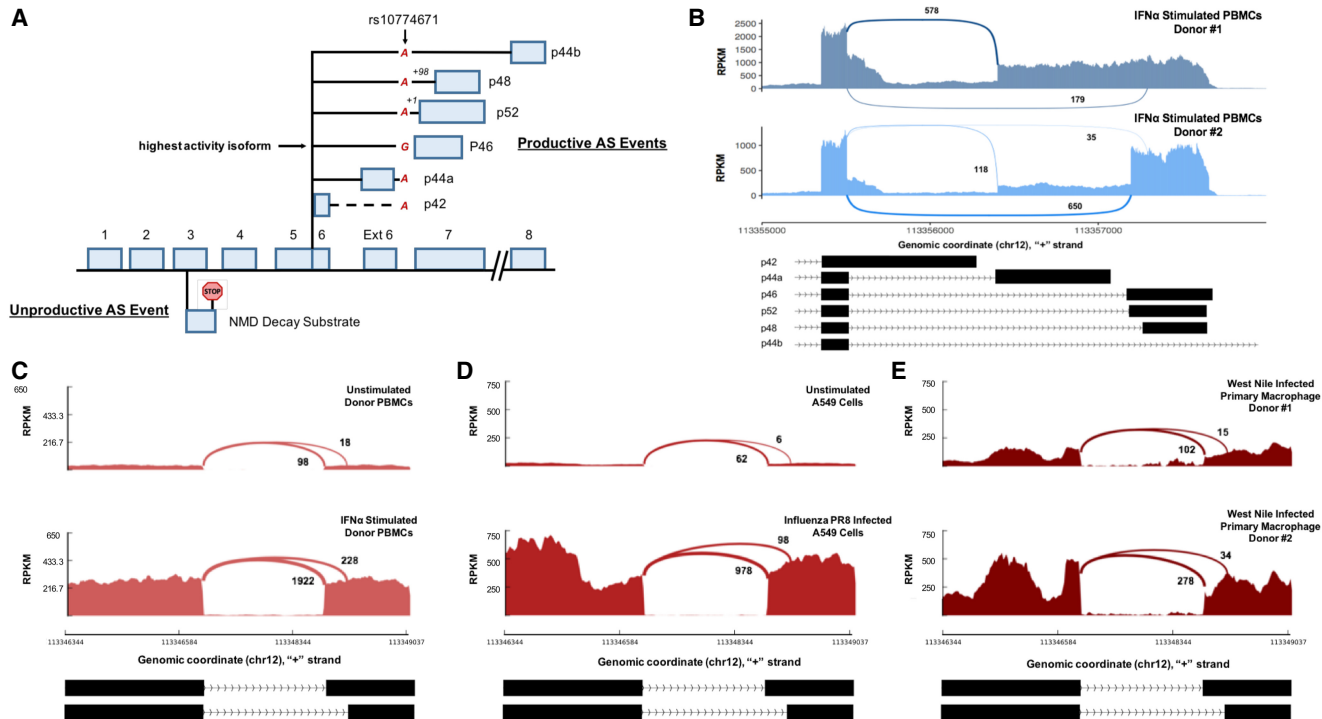 A
rs10774671
A
p44b
A
+98
p48
A
+1
p52
highest activity isoform
G
P46
Productive AS Events
A
p44a
A
p42
1 2 3 4 5 6 Ext 6 7 8
STOP
Unproductive AS Event
NMD Decay Substrate
B
IFNα Stimulated PBMCs
Donor #1
RPKM
2500
2000
1500
1000
500
0
578
179
IFNα Stimulated PBMCs
Donor #2
RPKM
1000
500
0
35
118
650
113355000 113356000 113357000
Genomic coordinate (chr12), “+” strand
p42
p44a
p46
p52
p48
p44b
C
Unstimulated
Donor PBMCs
RPKM
650
433.3
216.7
18
98
IFNα Stimulated
Donor PBMCs
RPKM
650
433.3
216.7
228
1922
113346344 113346584 113348344 113349037
Genomic coordinate (chr12), “+” strand
D
Unstimulated
A549 Cells
RPKM
750
500
250
6
62
Influenza PR8 Infected
A549 Cells
RPKM
750
500
250
98
978
113346344 113346584 113348344 113349037
Genomic coordinate (chr12), “+” strand
E
West Nile Infected
Primary Macrophage
Donor #1
RPKM
750
500
250
15
102
West Nile Infected
Primary Macrophage
Donor #2
RPKM
750
500
250
34
278
113346344 113346584 113348344 113349037
Genomic coordinate (chr12), “+” strand